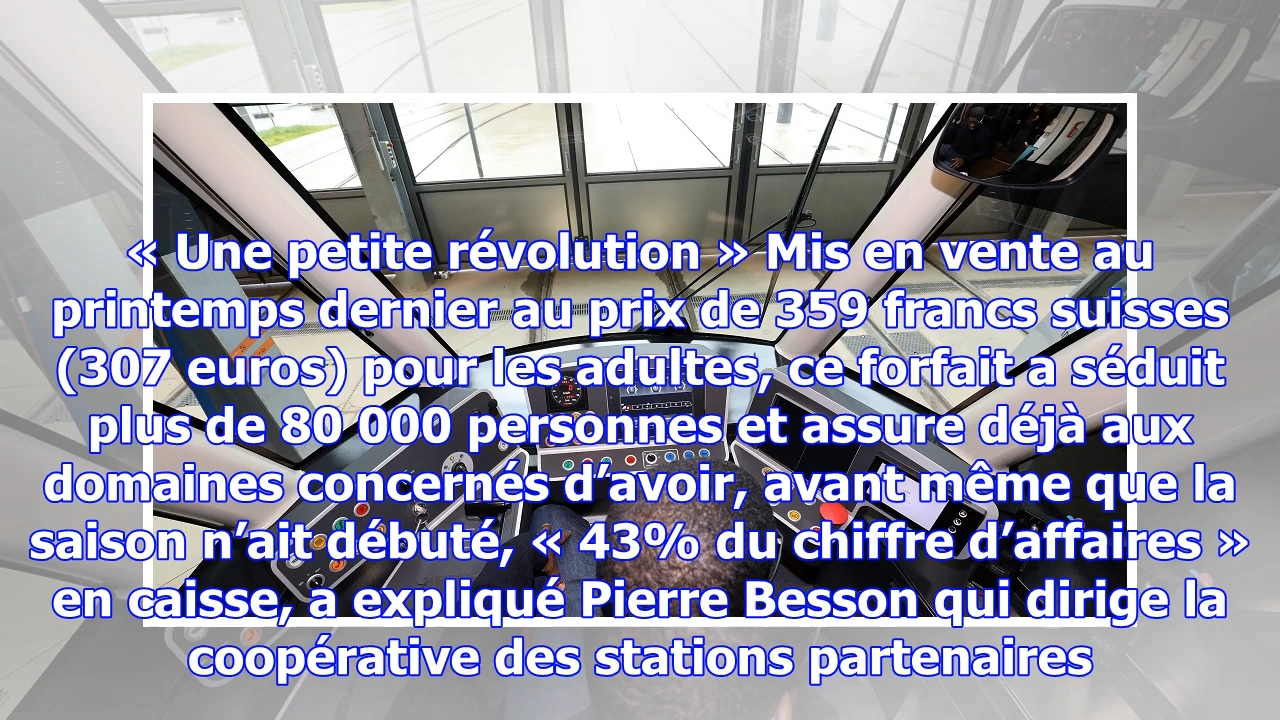 « Une petite révolution » Mis en vente au
printemps dernier au prix de 359 francs suisses
(307 euros) pour les adultes, ce forfait a séduit
plus de 80 000 personnes et assure déjà aux
domaines concernés d’avoir, avant même que la
saison n’ait débuté, « 43% du chiffre d’affaires »
en caisse, a expliqué Pierre Besson qui dirige la
coopérative des stations partenaires